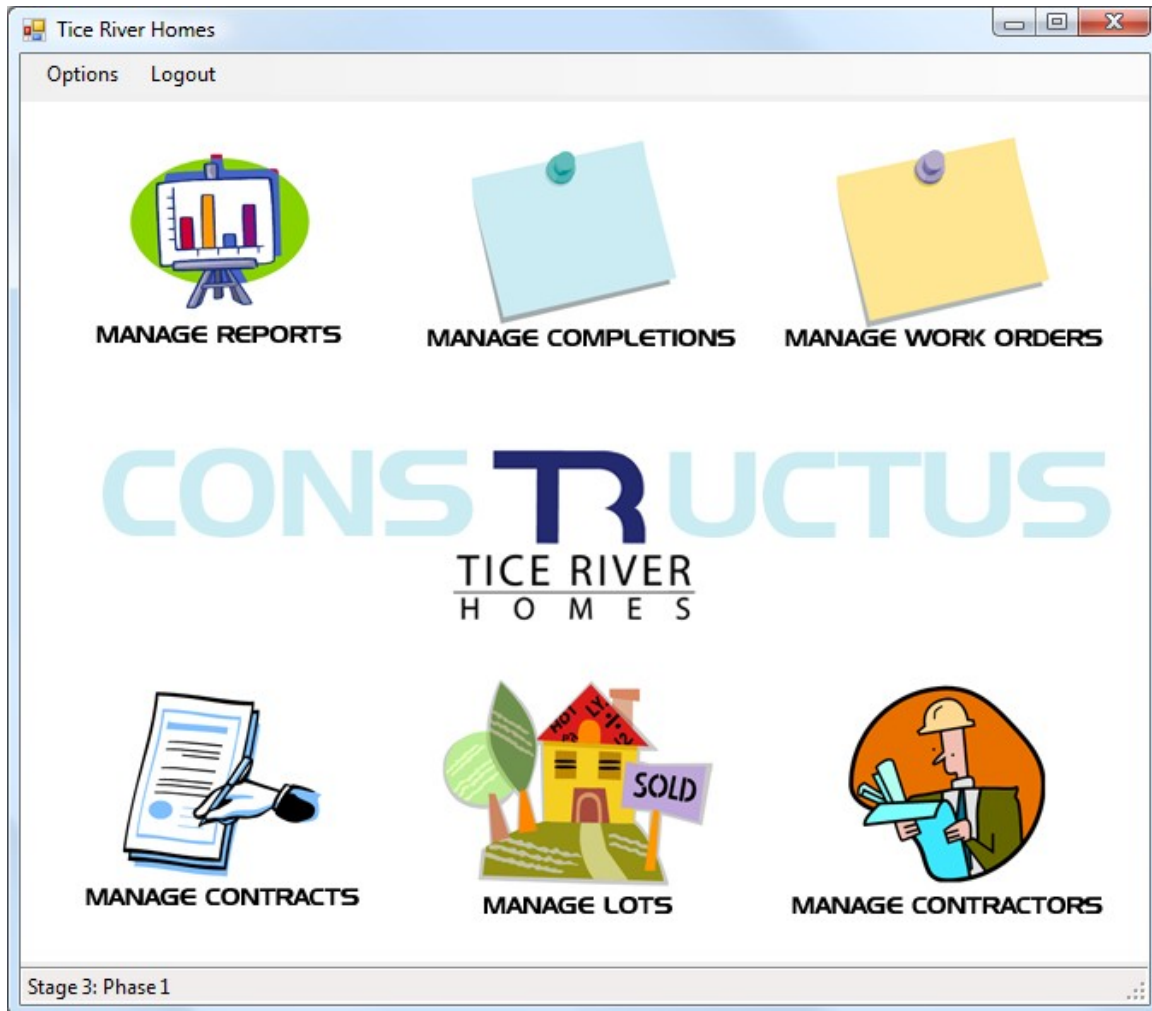 Tice River Homes
Options Logout
MANAGE REPORTS
MANAGE COMPLETIONS
MANAGE WORK ORDERS
CONSTRUCTUS
TICE RIVER
HOMES
SOLD
MANAGE CONTRACTS
MANAGE LOTS
MANAGE CONTRACTORS
Stage 3: Phase 1